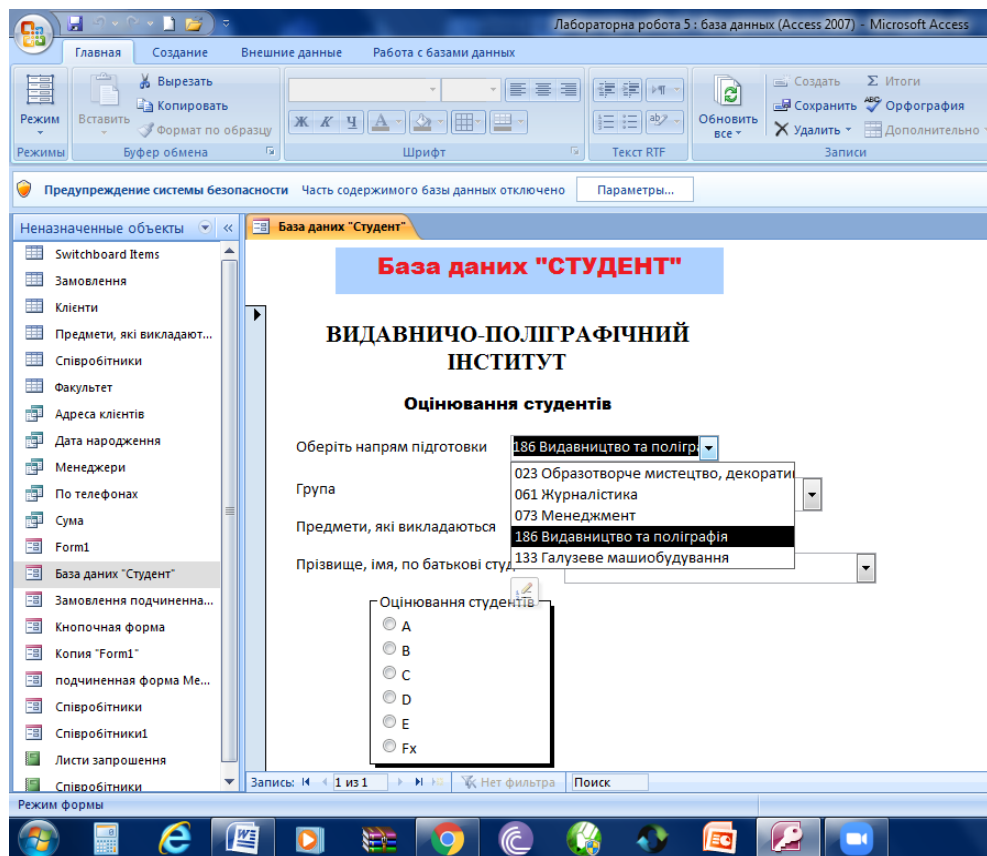 Лабораторна робота 5 : база данных (Access 2007) - Microsoft Access
Главная Создание Внешние данные Работа с базами данных
Режим
Вставить
Вырезать
Копировать
Формат по образцу
Ж К Ч
Обновить все
Создать
Сохранить
Удалить
Итоги
Орфография
Дополнительно
Режимы Буфер обмена Шрифт Текст RTF Записи
Предупреждение системы безопасности Часть содержимого базы данных отключено Параметры...
Неназначенные объекты
Switchboard Items
Замовлення
Клієнти
Предмети, які викладают...
Співробітники
Факультет
Адреса клієнтів
Дата народження
Менеджери
По телефонах
Сума
Form1
База даних "Студент"
Замовлення подчиненна...
Кнопочная форма
Копия "Form1"
подчиненная форма Ме...
Співробітники
Співробітники1
Листи запрошення
Співробітники
База даних "Студент"
База даних "СТУДЕНТ"
ВИДАВНИЧО-ПОЛІГРАФІЧНИЙ
ІНСТИТУТ
Оцінювання студентів
Оберіть напрям підготовки 186 Видавництво та полігра
023 Образотворче мистецтво, декорати
061 Журналістика
073 Менеджмент
186 Видавництво та поліграфія
133 Галузеве машиобудування
Група
Предмети, які викладаються
Прізвище, імя, по батькові сту
Оцінювання студентів
A
B
C
D
E
Fx
Запись: 1 из 1 Нет фильтра Поиск
Режим формы